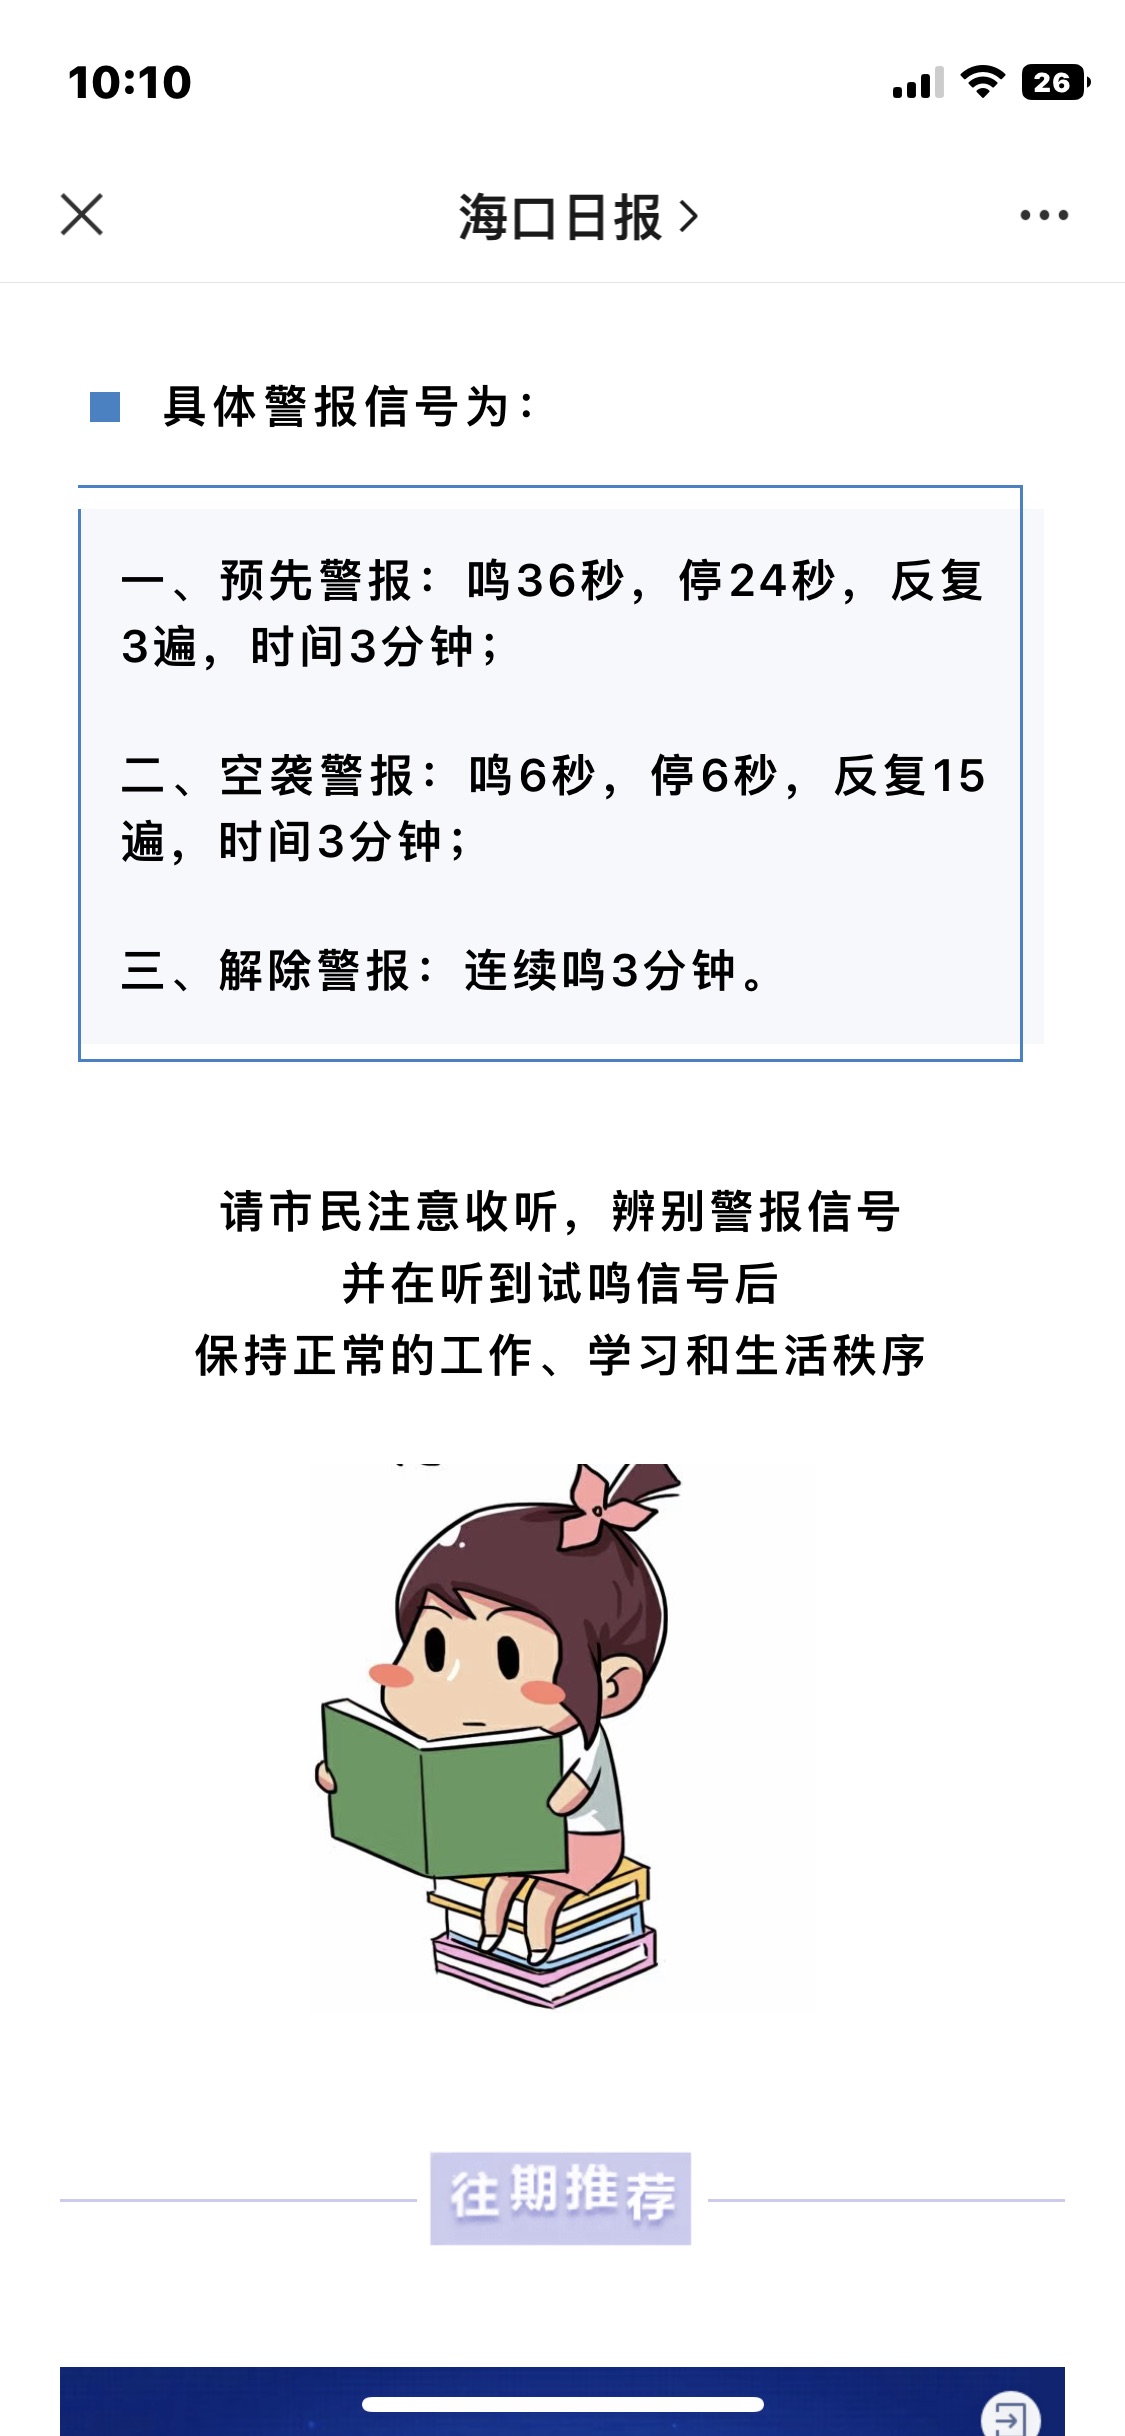 10:10
26
海口日报
具体警报信号为：
一、预先警报：鸣36秒，停24秒，反复
3遍，时间3分钟；
二、空袭警报：鸣6秒，停6秒，反复15
遍，时间3分钟；
三、解除警报：连续鸣3分钟。
请市民注意收听，辨别警报信号
并在听到试鸣信号后
保持正常的工作、学习和生活秩序
往期推荐